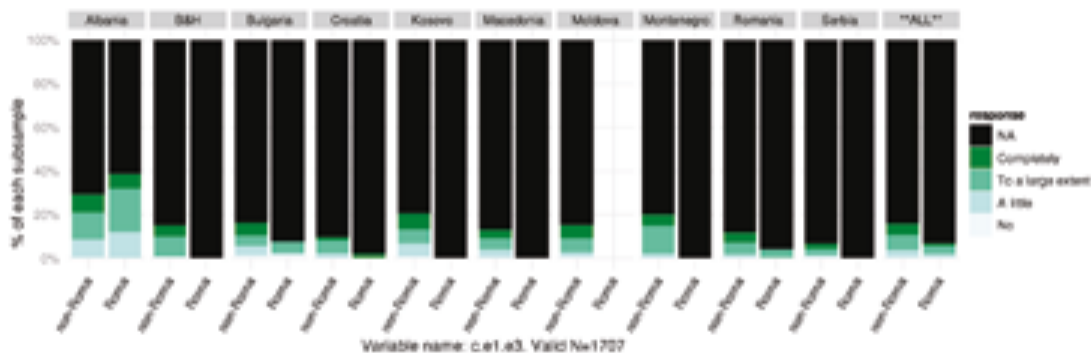 Albania B&H Bulgaria Croatia Kosovo Macedonia Moldova Montenegro Romania Serbia **ALL**
100%
80%
60%
40%
20%
0%
% of each subsample
response
NA
Completely
To a large extent
A little
No
non-Roma Roma non-Roma Roma non-Roma Roma non-Roma Roma non-Roma Roma non-Roma Roma non-Roma Roma non-Roma Roma non-Roma Roma non-Roma Roma non-Roma Roma
Variable name: c.e1.e3. Valid N=1707